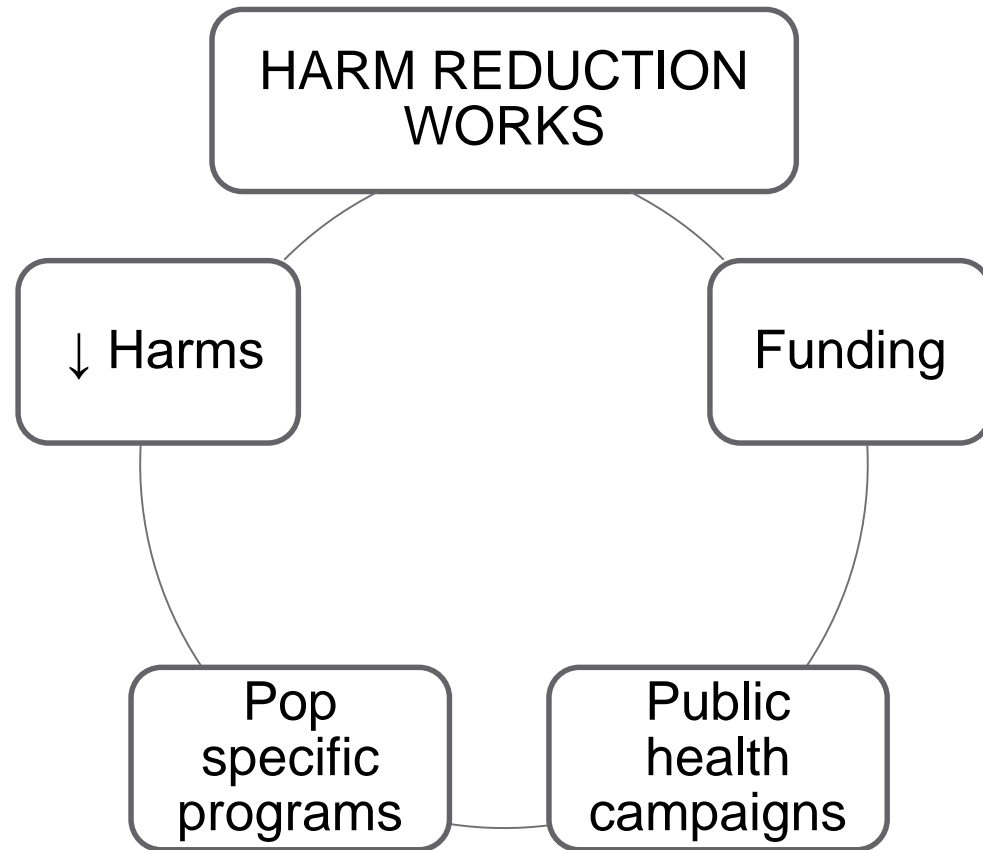 HARM REDUCTION
WORKS
↓ Harms
Funding
Pop
specific
programs
Public
health
campaigns